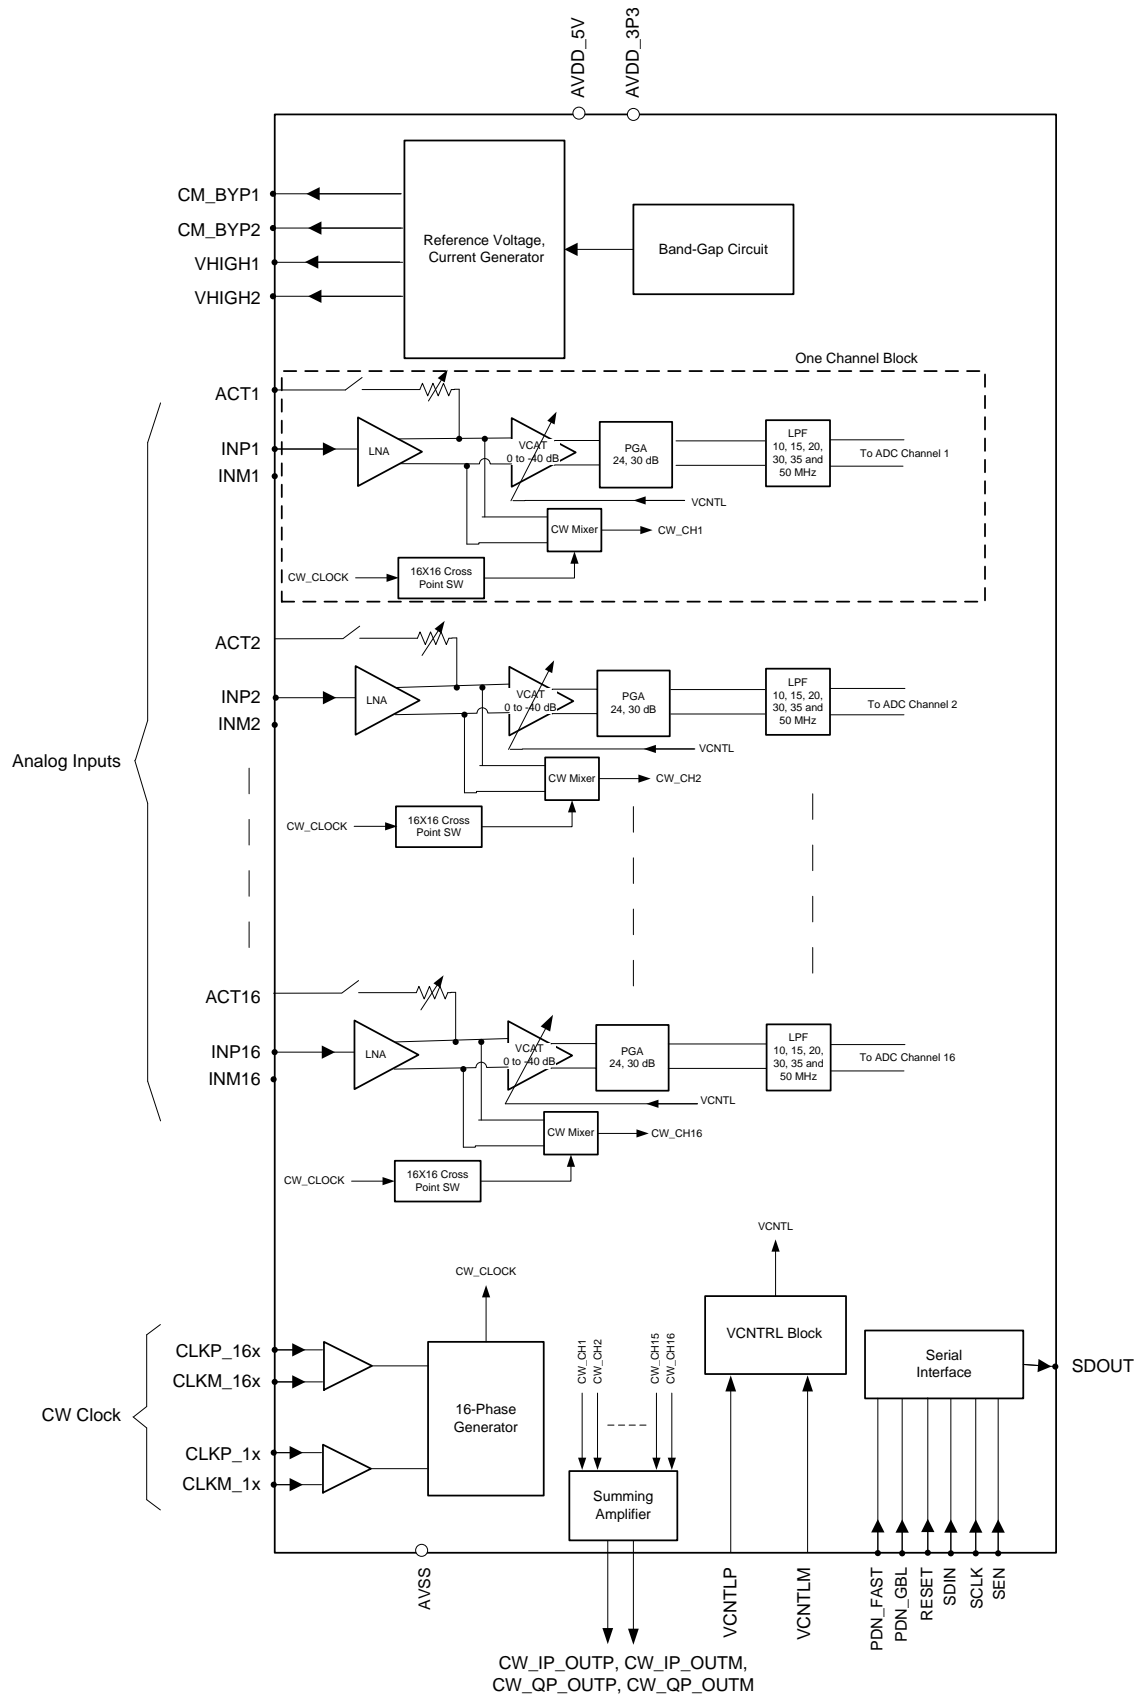 AVDD_5V
AVDD_3P3
CM_BYP1
CM_BYP2
VHIGH1
VHIGH2
Reference Voltage,
Current Generator
Band-Gap Circuit
One Channel Block
ACT1
INP1
INM1
LNA
VCAT
0 to -40 dB
PGA
24, 30 dB
LPF
10, 15, 20,
30, 35 and
50 MHz
To ADC Channel 1
VCNTL
CW Mixer
CW_CH1
CW_CLOCK
16X16 Cross
Point SW
ACT2
INP2
INM2
LNA
VCAT
0 to -40 dB
PGA
24, 30 dB
LPF
10, 15, 20,
30, 35 and
50 MHz
To ADC Channel 2
VCNTL
CW Mixer
CW_CH2
CW_CLOCK
16X16 Cross
Point SW
Analog Inputs
ACT16
INP16
INM16
LNA
VCAT
0 to -40 dB
PGA
24, 30 dB
LPF
10, 15, 20,
30, 35 and
50 MHz
To ADC Channel 16
VCNTL
CW Mixer
CW_CH16
CW_CLOCK
16X16 Cross
Point SW
CW Clock
CLKP_16x
CLKM_16x
CLKP_1x
CLKM_1x
CW_CLOCK
16-Phase
Generator
CW_CH1
CW_CH2
CW_CH15
CW_CH16
Summing
Amplifier
VCNTL
VCNTRL Block
Serial
Interface
SDOUT
AVSS
VCNTLP
VCNTLM
PDN_FAST
PDN_GBL
RESET
SDIN
SCLK
SEN
CW_IP_OUTP, CW_IP_OUTM,
CW_QP_OUTP, CW_QP_OUTM